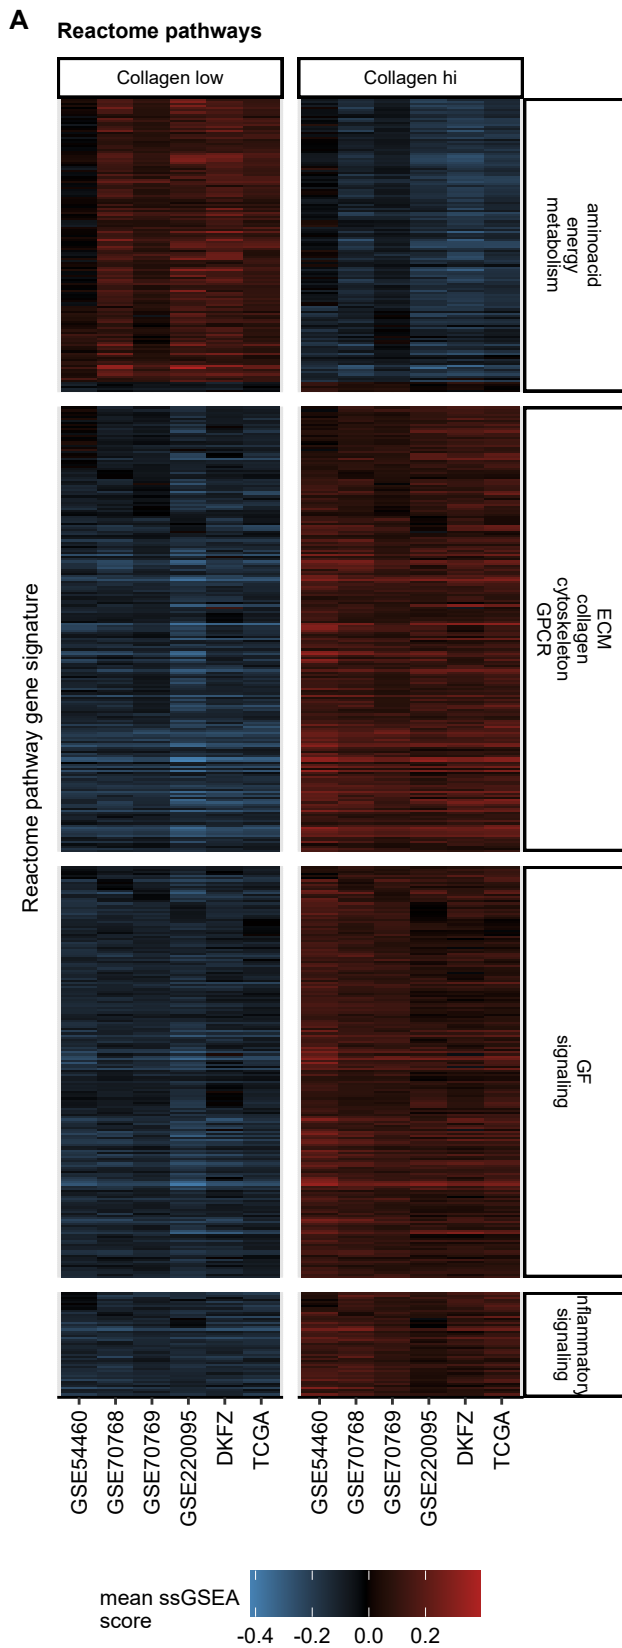 A
Reactome pathways
Collagen low
Collagen hi
aminoacid
energy
metabolism
ECM
collagen
cytoskeleton
GPCR
GF
signaling
nflammatory
signaling
Reactome pathway gene signature
GSE54460
GSE70768
GSE70769
GSE220095
DKFZ
TCGA
GSE54460
GSE70768
GSE70769
GSE220095
DKFZ
TCGA
mean ssGSEA
score
-0.4 -0.2 0.0 0.2